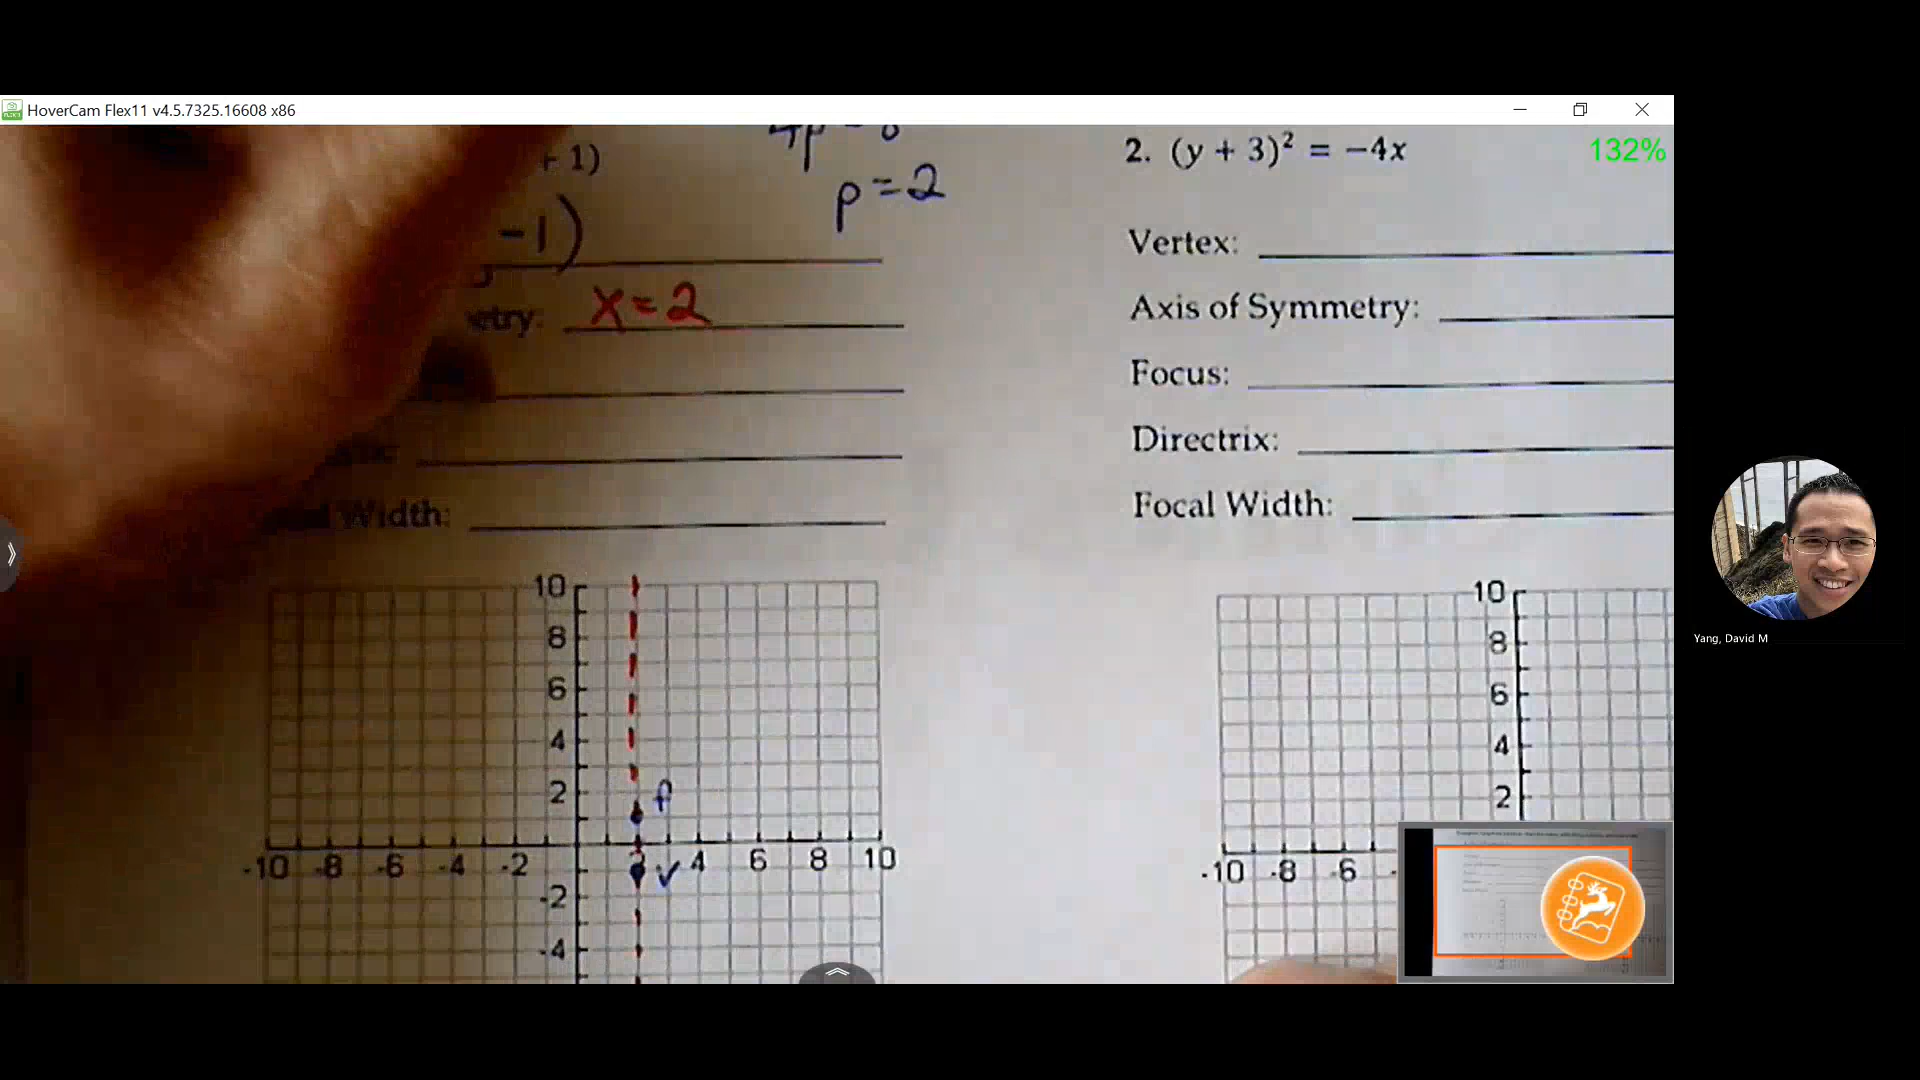 HoverCam Flex11 v4.5.7325.16608 x86
132%
+ 1)
p=2
-1)
x=2
Width:
10
8
6
4
2
-10 -8 -6 -4 -2 2 4 6 8 10
-2
-4
f
v
2. (y + 3)² = −4x
Vertex:
Axis of Symmetry:
Focus:
Directrix:
Focal Width:
10
8
6
4
2
-10 -8 -6
Yang, David M